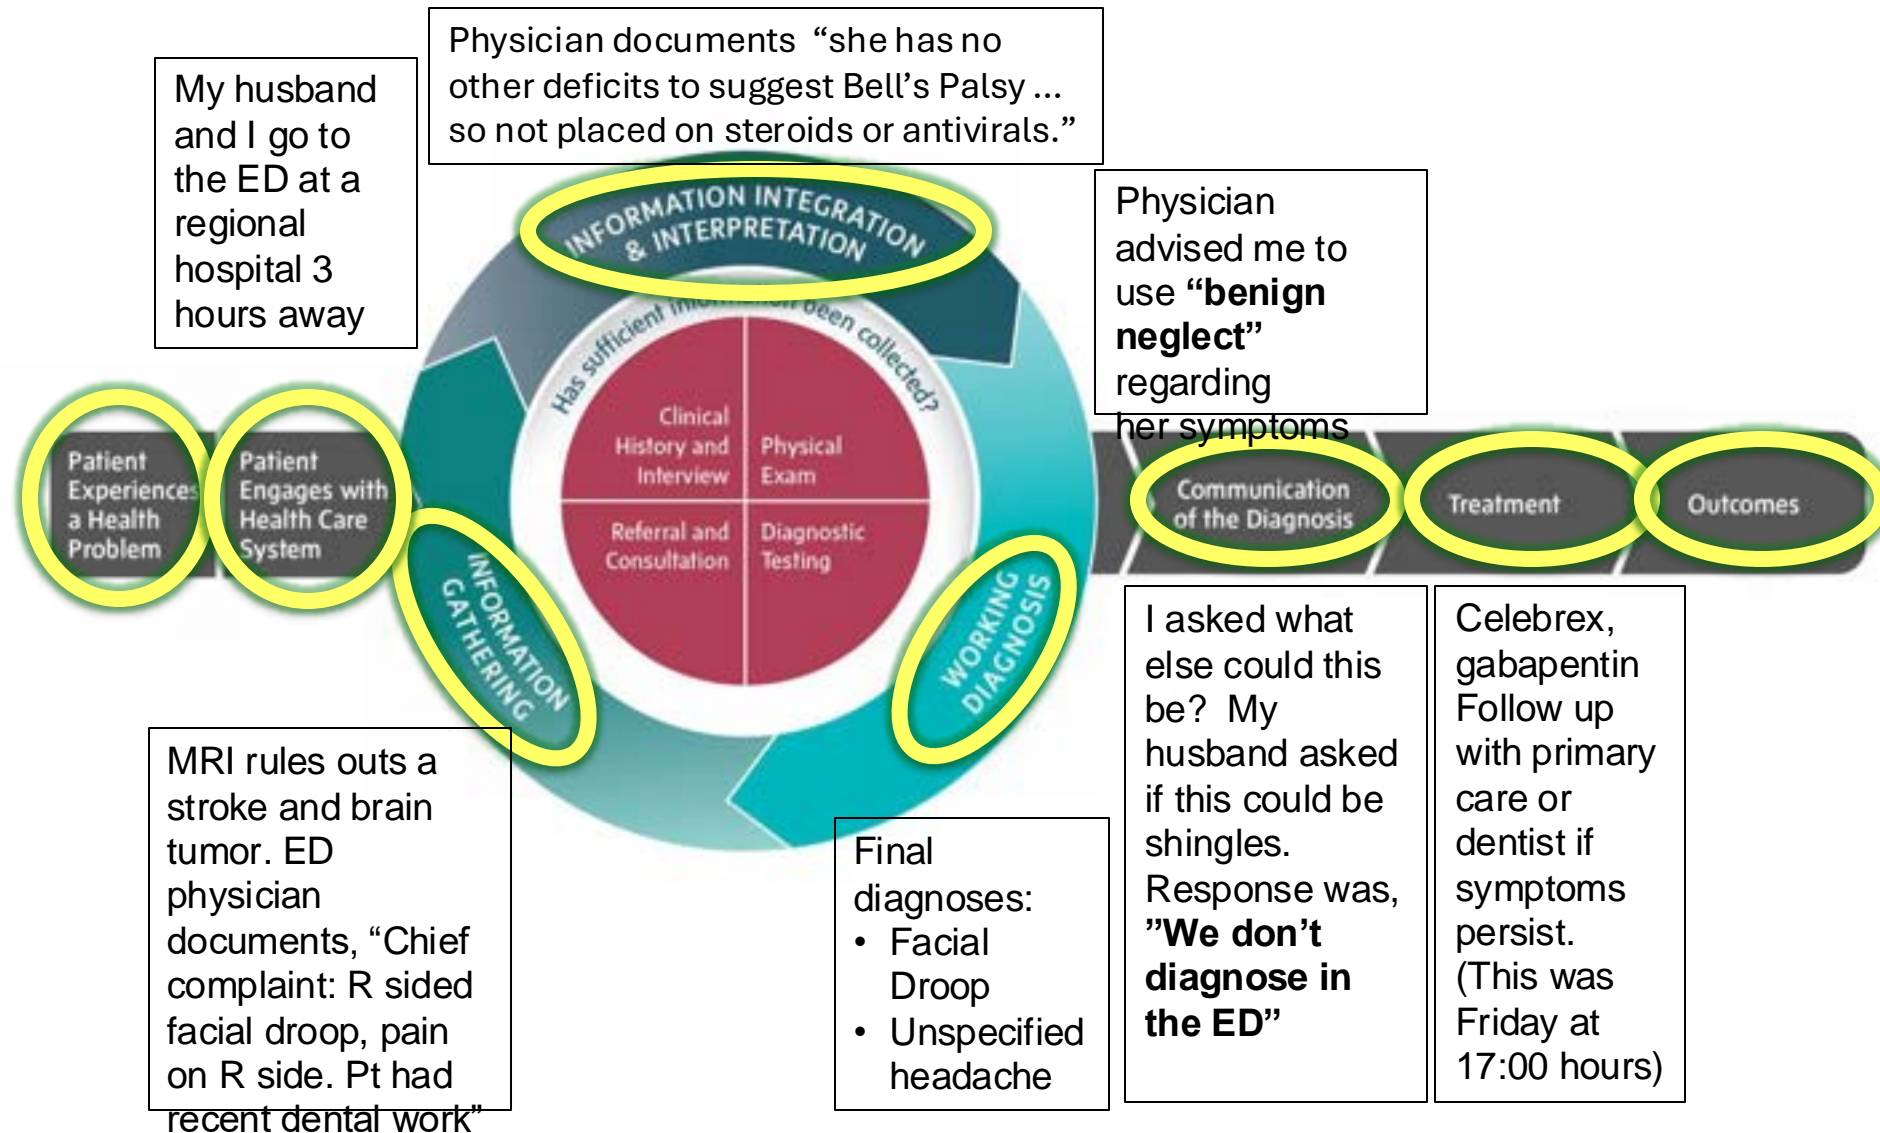 My husband
and I go to
the ED at a
regional
hospital 3
hours away
Physician documents “she has no
other deficits to suggest Bell’s Palsy ...
so not placed on steroids or antivirals.”
Physician
advised me to
use “benign
neglect”
regarding
her symptoms
INFORMATION INTEGRATION
& INTERPRETATION
Has sufficient information been collected?
Clinical
History and
Interview
Physical
Exam
Referral and
Consultation
Diagnostic
Testing
Patient
Experiences
a Health
Problem
Patient
Engages with
Health Care
System
INFORMATION
GATHERING
WORKING
DIAGNOSIS
Communication
of the Diagnosis
Treatment
Outcomes
MRI rules outs a
stroke and brain
tumor. ED
physician
documents, “Chief
complaint: R sided
facial droop, pain
on R side. Pt had
recent dental work”
Final
diagnoses:
• Facial
Droop
• Unspecified
headache
I asked what
else could this
be? My
husband asked
if this could be
shingles.
Response was,
”We don’t
diagnose in
the ED”
Celebrex,
gabapentin
Follow up
with primary
care or
dentist if
symptoms
persist.
(This was
Friday at
17:00 hours)